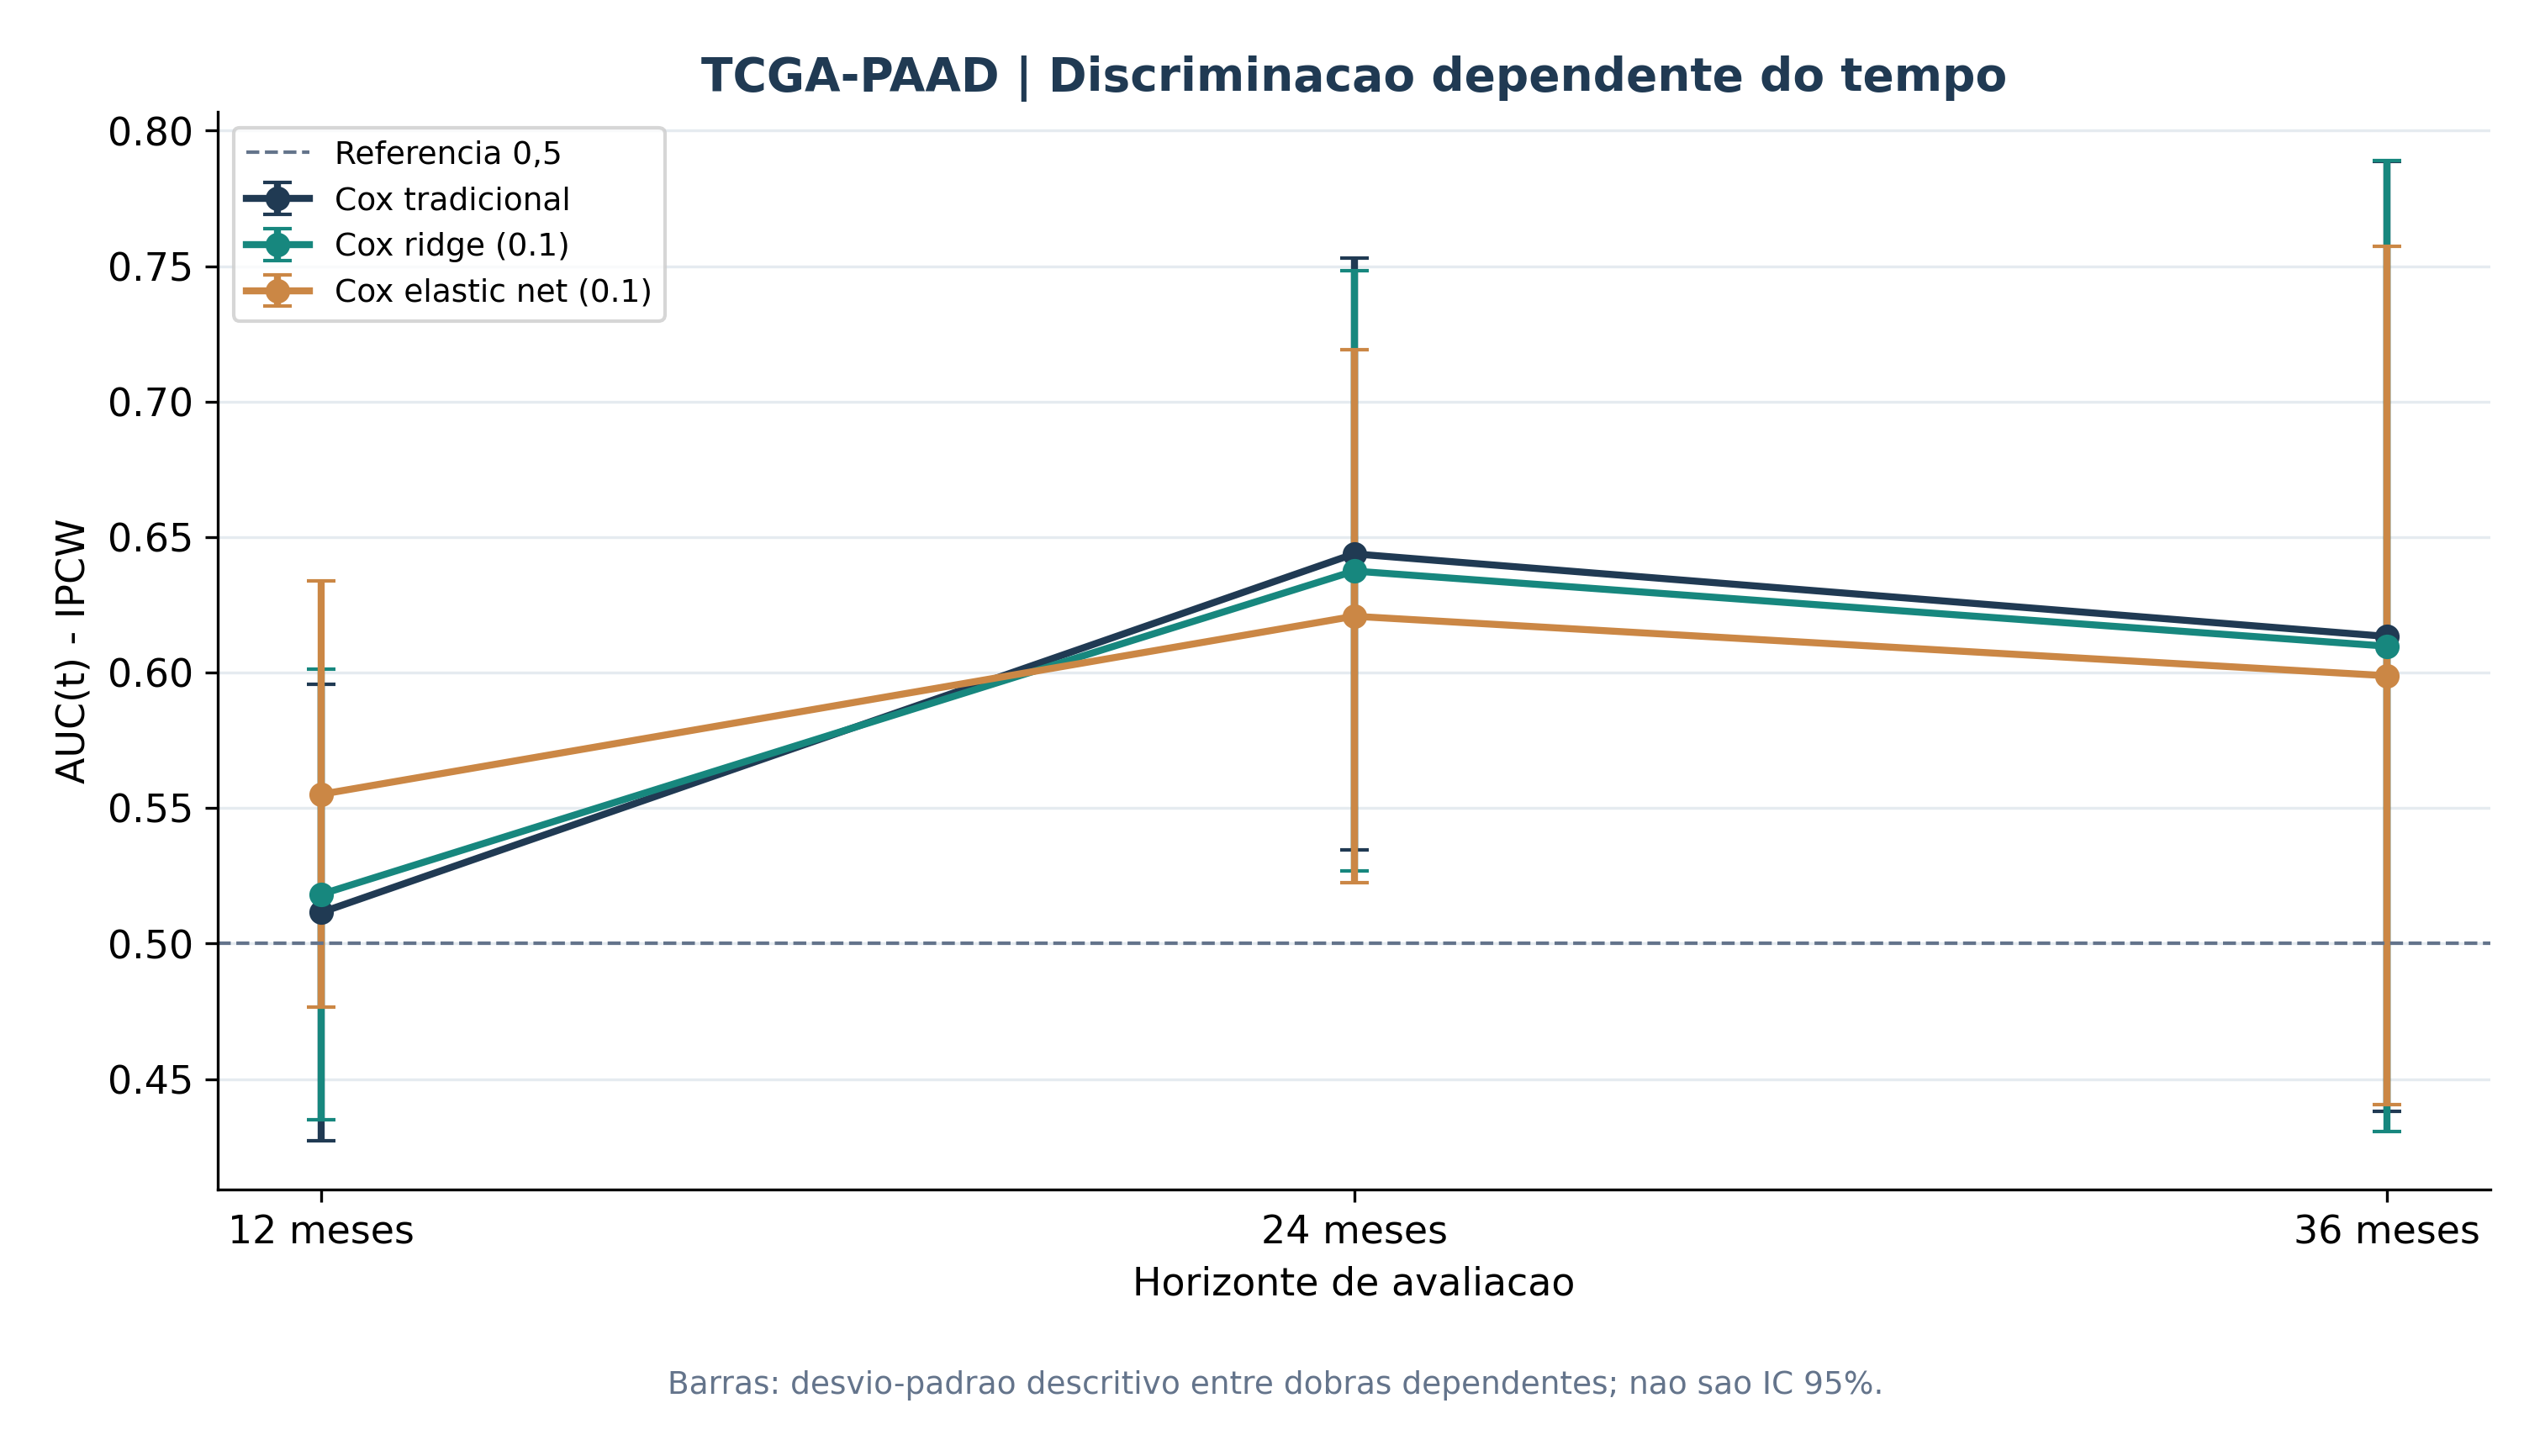 TCGA-PAAD | Discriminacao dependente do tempo
Referencia 0,5
Cox tradicional
Cox ridge (0.1)
Cox elastic net (0.1)
AUC(t) - IPCW
0.80
0.75
0.70
0.65
0.60
0.55
0.50
0.45
12 meses
24 meses
36 meses
Horizonte de avaliacao
Barras: desvio-padrao descritivo entre dobras dependentes; nao sao IC 95%.